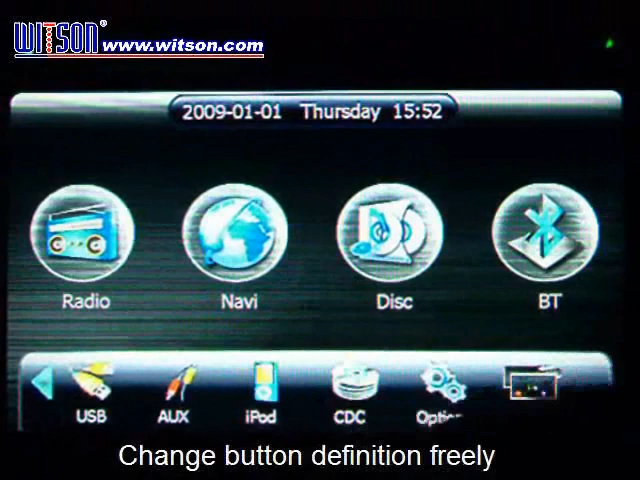 WITSON® www.witson.com
2009-01-01 Thursday 15:52
Radio Navi Disc BT
USB AUX iPod CDC
Change button definition freely